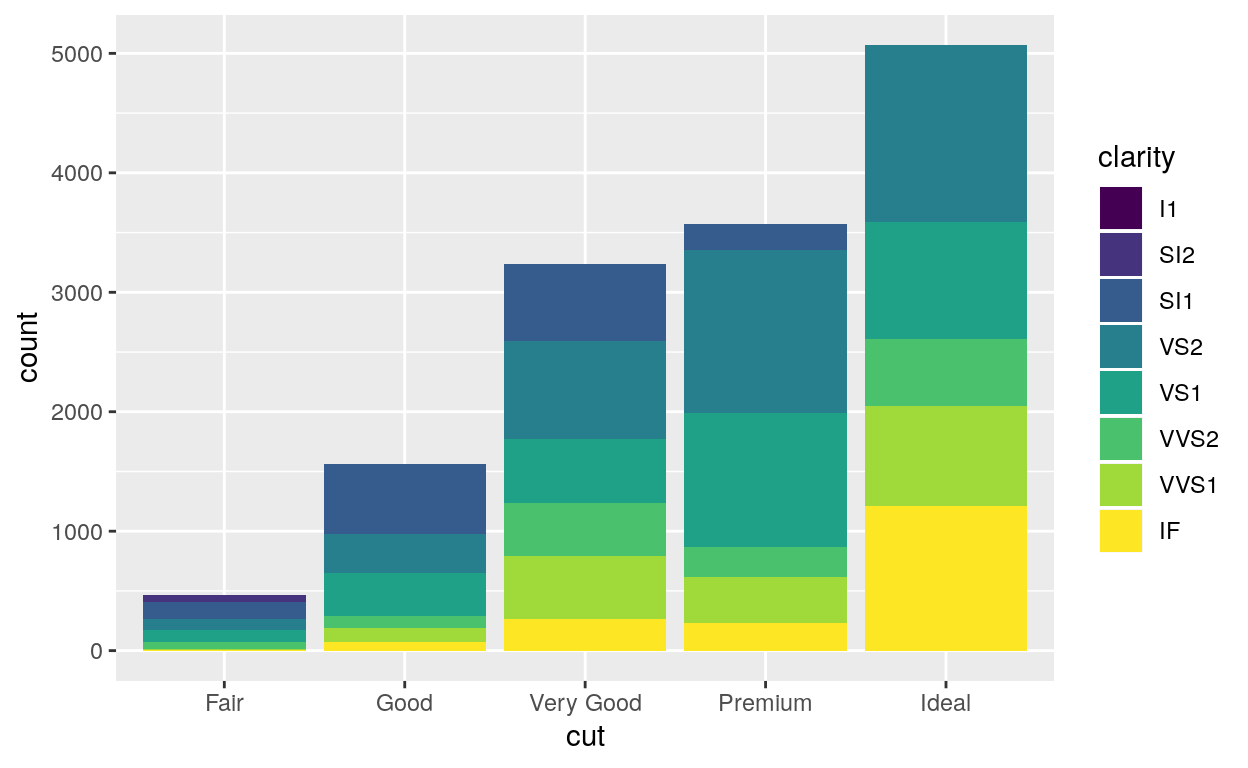 5000
4000
3000
2000
1000
0
count
Fair Good Very Good Premium Ideal
cut
clarity
I1
SI2
SI1
VS2
VS1
VVS2
VVS1
IF